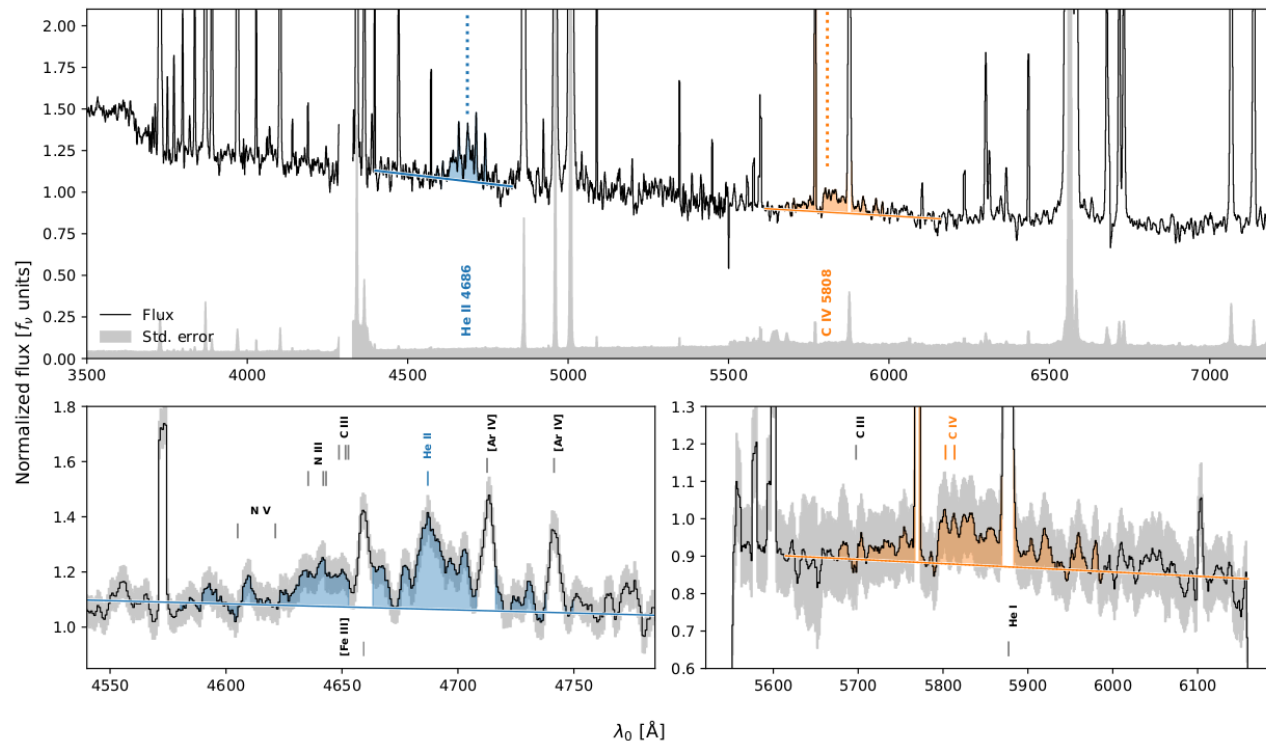 Normalized flux [f_ν units]
2.00
1.75
1.50
1.25
1.00
0.75
0.50
0.25
0.00
He II 4686
C IV 5808
Flux
Std. error
3500 4000 4500 5000 5500 6000 6500 7000
1.8
1.6
1.4
1.2
1.0
N V
N III
C III
He II
[Ar IV]
[Ar IV]
[Fe III]
4550 4600 4650 4700 4750
1.3
1.2
1.1
1.0
0.9
0.8
0.7
0.6
C III
C IV
He I
5600 5700 5800 5900 6000 6100
λ₀ [Å]